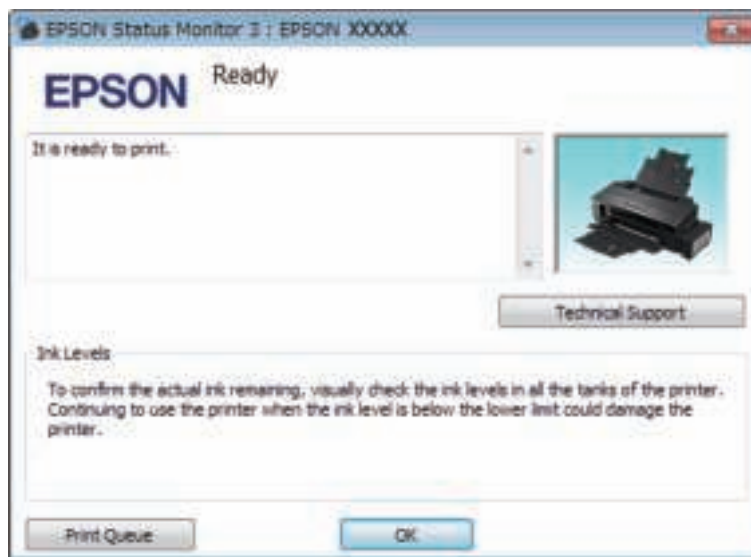 EPSON Status Monitor 3 : EPSON XXXXX
EPSON
Ready
It is ready to print.
Technical Support
Ink Levels
To confirm the actual ink remaining, visually check the ink levels in all the tanks of the printer.
Continuing to use the printer when the ink level is below the lower limit could damage the
printer.
Print Queue
OK